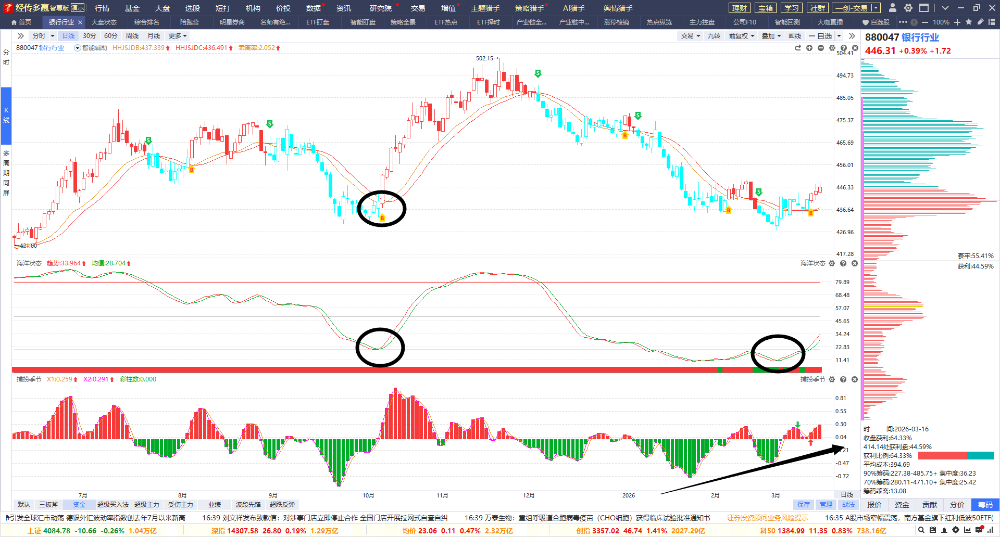 经传多赢 智尊版 演示 行情 基金 大盘 选股 短打 机构 价投 数据 资讯 研究院 交易 增值 主题猎手 策略猎手 AI猎手 舆情猎手 理财 宝箱 学习 社群 一创-交易
首页 银行行业 大盘状态 综合排名 陪跑营 明星券商 名师有绝... ETF盯盘 智能盯盘 策略全景 ETF热点 ETF择时 产业链全... 产业链中... 涨停棱镜 热点纵览 主力控盘 公司F10 智能回测 大咖直播 自选股 100%
分时 日线 30分 60分 周线 月线 更多 交易 九转 前复权 叠加 画线 一 自选
880047 银行行业
446.31 +0.39% +1.72
分时
K线
多周期同屏
880047 银行行业 智能辅助 HHJSJDB:437.339 HHJSJDC:436.491 乖离率:2.052
504.41
494.73
485.05
475.37
465.69
456.01
446.33
436.64
426.96
417.28
502.15
S
S
S
S
S
B
B
B
B
B
海洋状态 趋势:33.964 均值:28.704 海洋状态
79.89
68.48
57.07
45.65
34.24
22.83
11.41
捕捞季节 X1:0.259 X2:0.291 彩柱数:0.000 捕捞季节
0.81
0.55
0.30
0.04
-0.47
-0.72
7月 8月 9月 10月 11月 12月 2026 2月 3月 日线
默认 三板斧 资金 超级买入法 超级主力 受伤主力 业绩 波段先锋 超跌反弹 保存 管理 战法
套牢:55.41%
获利:44.59%
时 间:2026-03-16
收盘获利:64.33%
414.14处获利盘:44.59%
获利比例:64.33%
平均成本:394.69
90%筹码:227.38-485.75+ 集中度:36.23
70%筹码:280.11-471.10+ 集中度:25.42
筹码乖离:13.08
报价 资金 贡献 分价 筹码
引发全球汇市动荡 德银外汇波动率指数创去年7月以来新高 16:39 刘文祥发布致歉信：对涉事门店立即停止合作 全国门店开展拉网式自查自纠 16:39 万泰生物：重组呼吸道合胞病毒疫苗（CHO细胞）获得临床试验批准通知书 证券投资顾问业务风险提示 16:35 A股市场窄幅震荡，南方基金旗下红利低波50ETF(
上证 4084.78 -10.66 -0.26% 1.04万亿 深指 14307.58 26.80 0.19% 1.29万亿 均价 23.06 0.11 0.47% 2.32万亿 创指 3357.02 46.74 1.41% 2027.29亿 科50 1384.99 11.35 0.83% 738.16亿